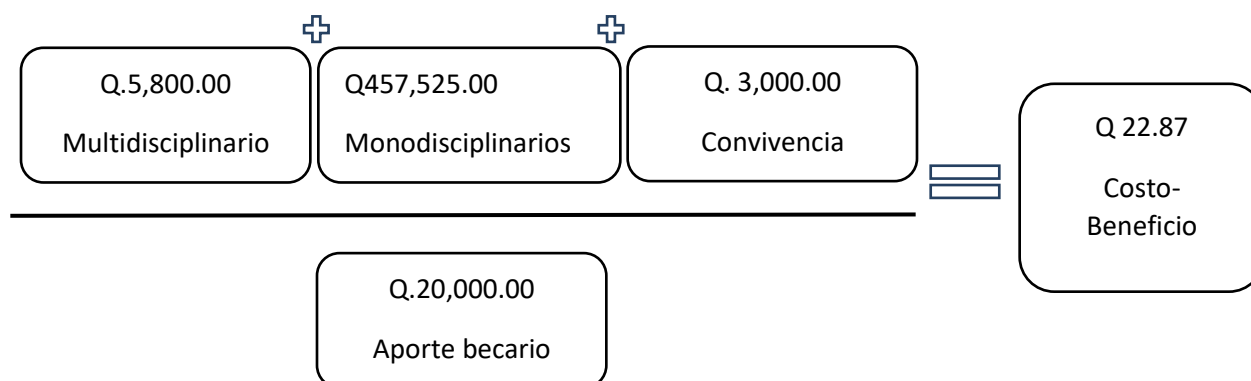 Q.5,800.00
Multidisciplinario
Q457,525.00
Monodisciplinarios
Q. 3,000.00
Convivencia
Q 22.87
Costo-
Beneficio
Q.20,000.00
Aporte becario